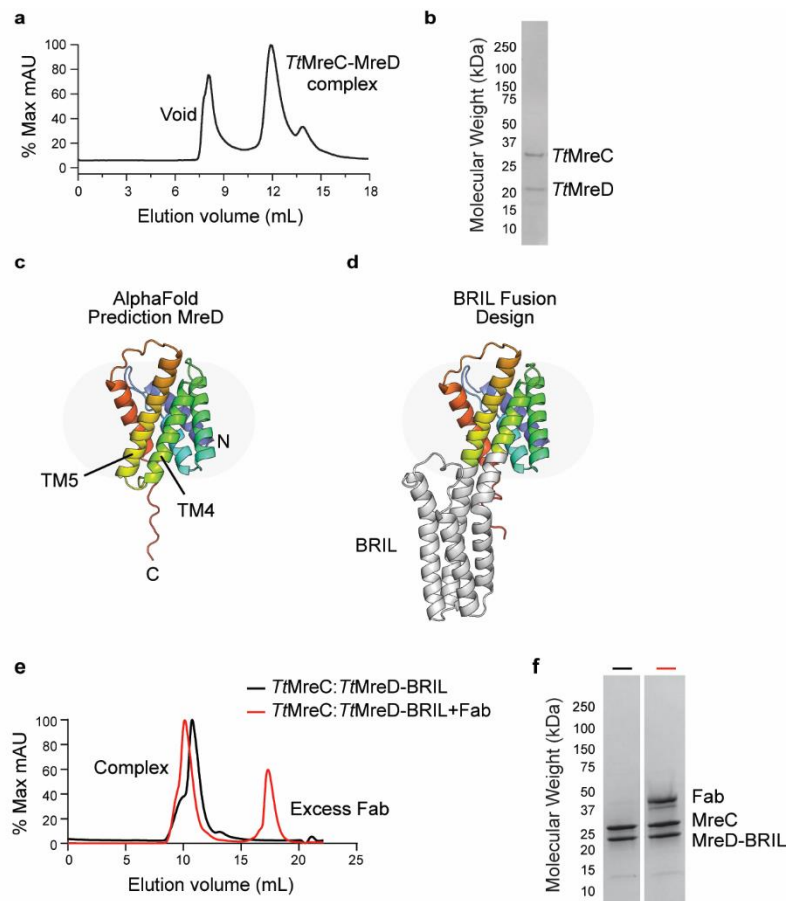 a
% Max mAU
100
80
60
40
20
0
0
3
6
9
12
15
18
Elution volume (mL)
Void
TtMreC-MreD
complex
b
Molecular Weight (kDa)
250
100
150
75
50
37
25
20
15
10
TtMreC
TtMreD
c
AlphaFold
Prediction MreD
N
TM5
TM4
C
d
BRIL Fusion
Design
BRIL
e
TtMreC:TtMreD-BRIL
TtMreC:TtMreD-BRIL+Fab
% Max mAU
100
80
60
40
20
0
0
5
10
15
20
25
Elution volume (mL)
Complex
Excess Fab
f
Molecular Weight (kDa)
250
100
150
75
50
37
25
20
15
10
Fab
MreC
MreD-BRIL